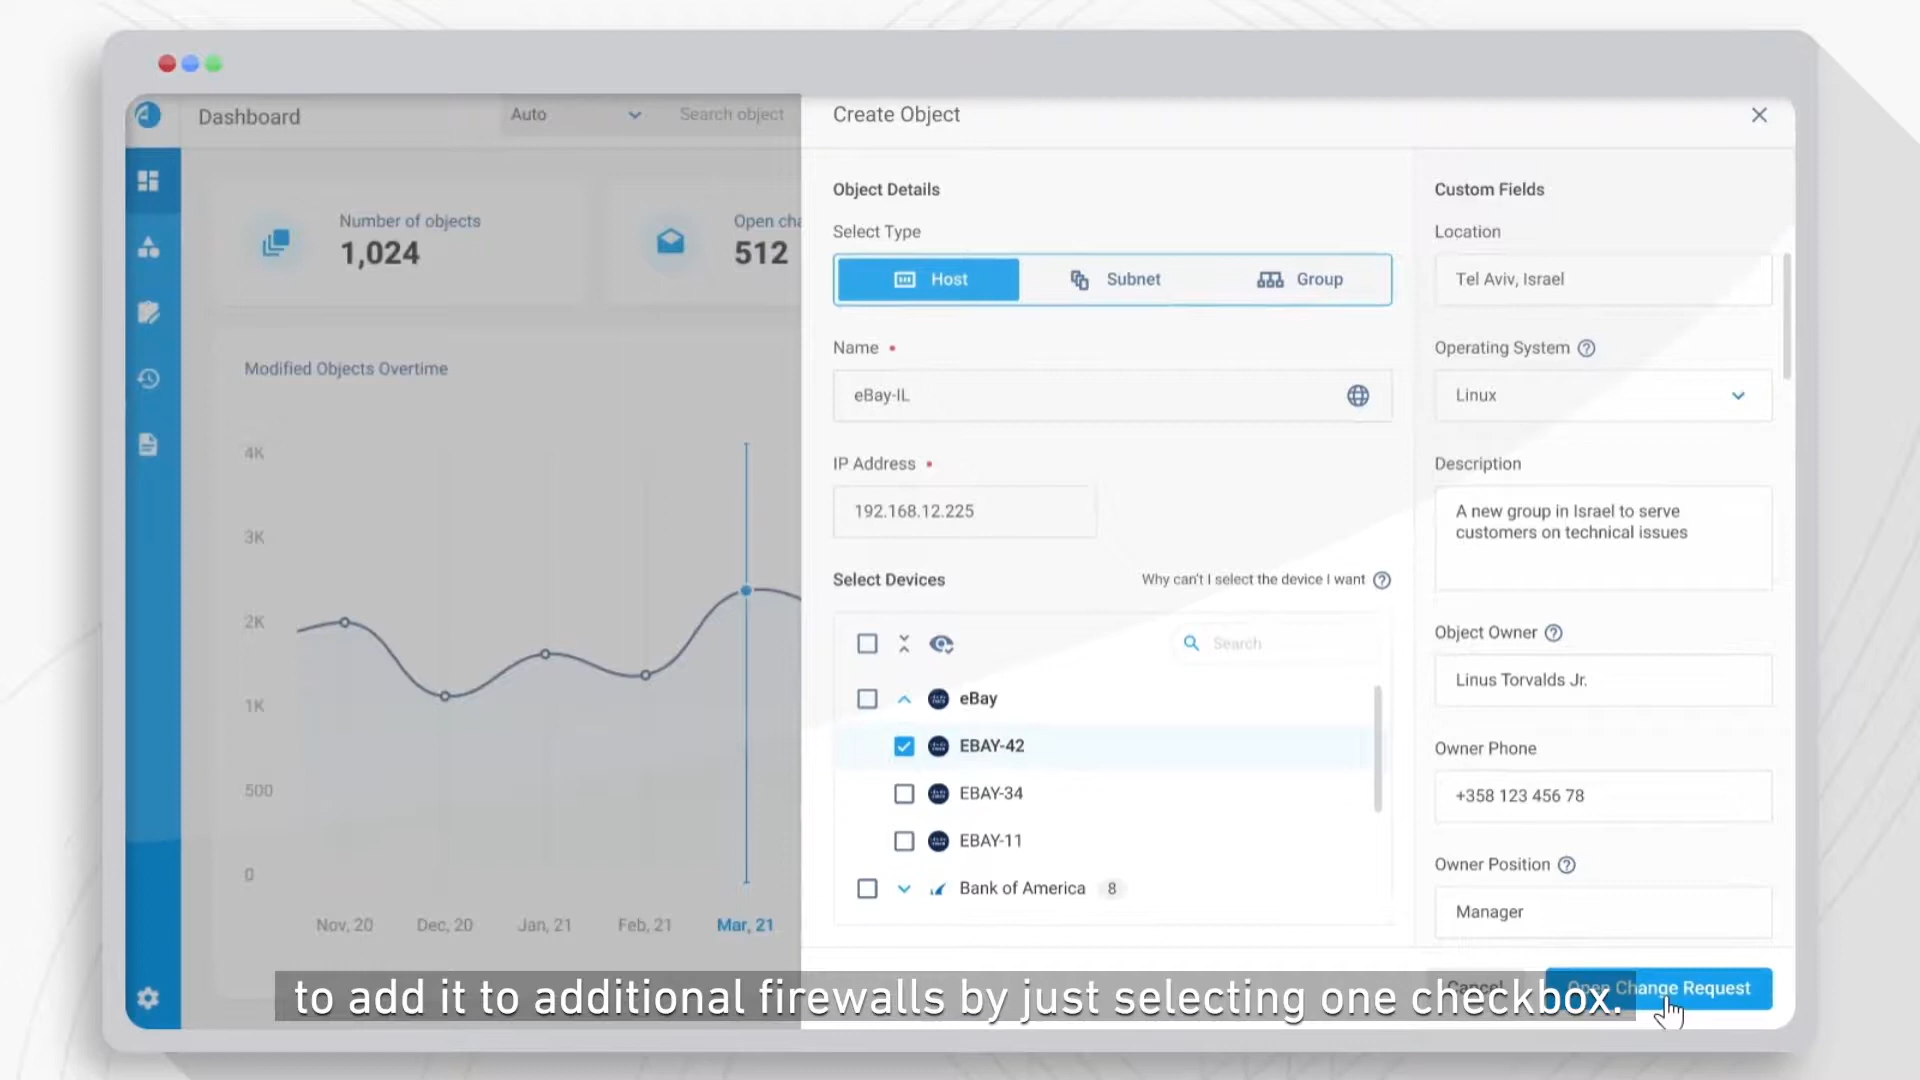 Dashboard
Auto
Search object
Number of objects
1,024
Open cha
512
Modified Objects Overtime
4K
3K
2K
1K
500
0
Nov, 20
Dec, 20
Jan, 21
Feb, 21
Mar, 21
Create Object
Object Details
Select Type
Host
Subnet
Group
Name
eBay-IL
IP Address
192.168.12.225
Select Devices
Why can't I select the device I want
Search
eBay
EBAY-42
EBAY-34
EBAY-11
Bank of America 8
Custom Fields
Location
Tel Aviv, Israel
Operating System
Linux
Description
A new group in Israel to serve
customers on technical issues
Object Owner
Linus Torvalds Jr.
Owner Phone
+358 123 456 78
Owner Position
Manager
Cancel
Open Change Request
to add it to additional firewalls by just selecting one checkbox.